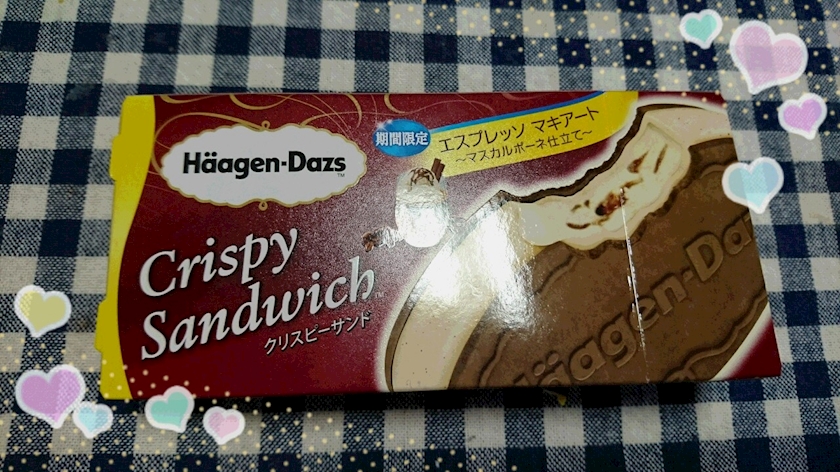 Häagen-Dazs
™
期間限定
エスプレッソ マキアート
～マスカルポーネ仕立て～
Crispy
Sandwich
クリスピーサンド
Häagen-Daz